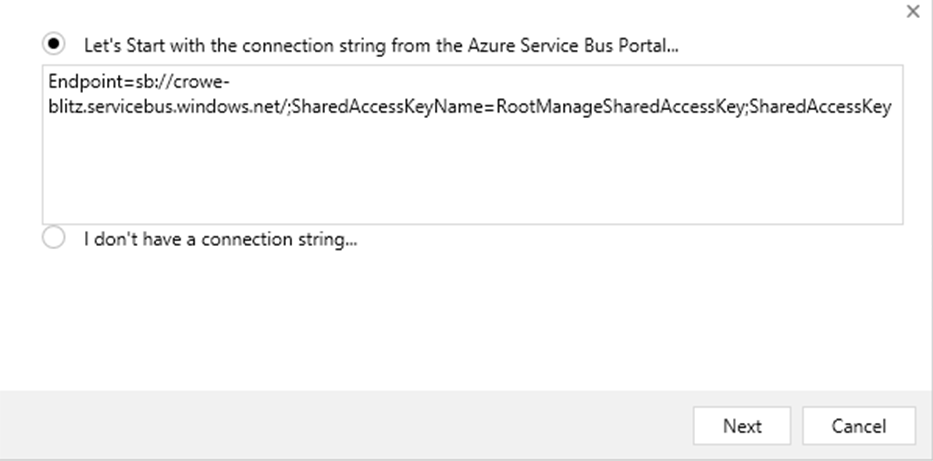 Let's Start with the connection string from the Azure Service Bus Portal...
Endpoint=sb://crowe-
blitz.servicebus.windows.net/;SharedAccessKeyName=RootManageSharedAccessKey;SharedAccessKey
I don't have a connection string...
Next Cancel